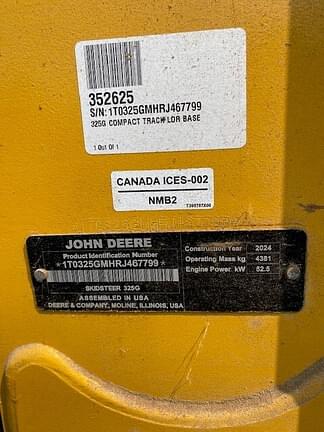 352625
S/N:1T0325GMHRJ467799
325G COMPACT TRACK LDR BASE
1 Out Of 1
CANADA ICES-002
NMB2
JOHN DEERE
Product Identification Number
*1T0325GMHRJ467799*
SKIDSTEER 325G
ASSEMBLED IN USA
DEERE & COMPANY, MOLINE, ILLINOIS, USA
Construction Year 2024
Operating Mass kg 4381
Engine Power kW 52.5